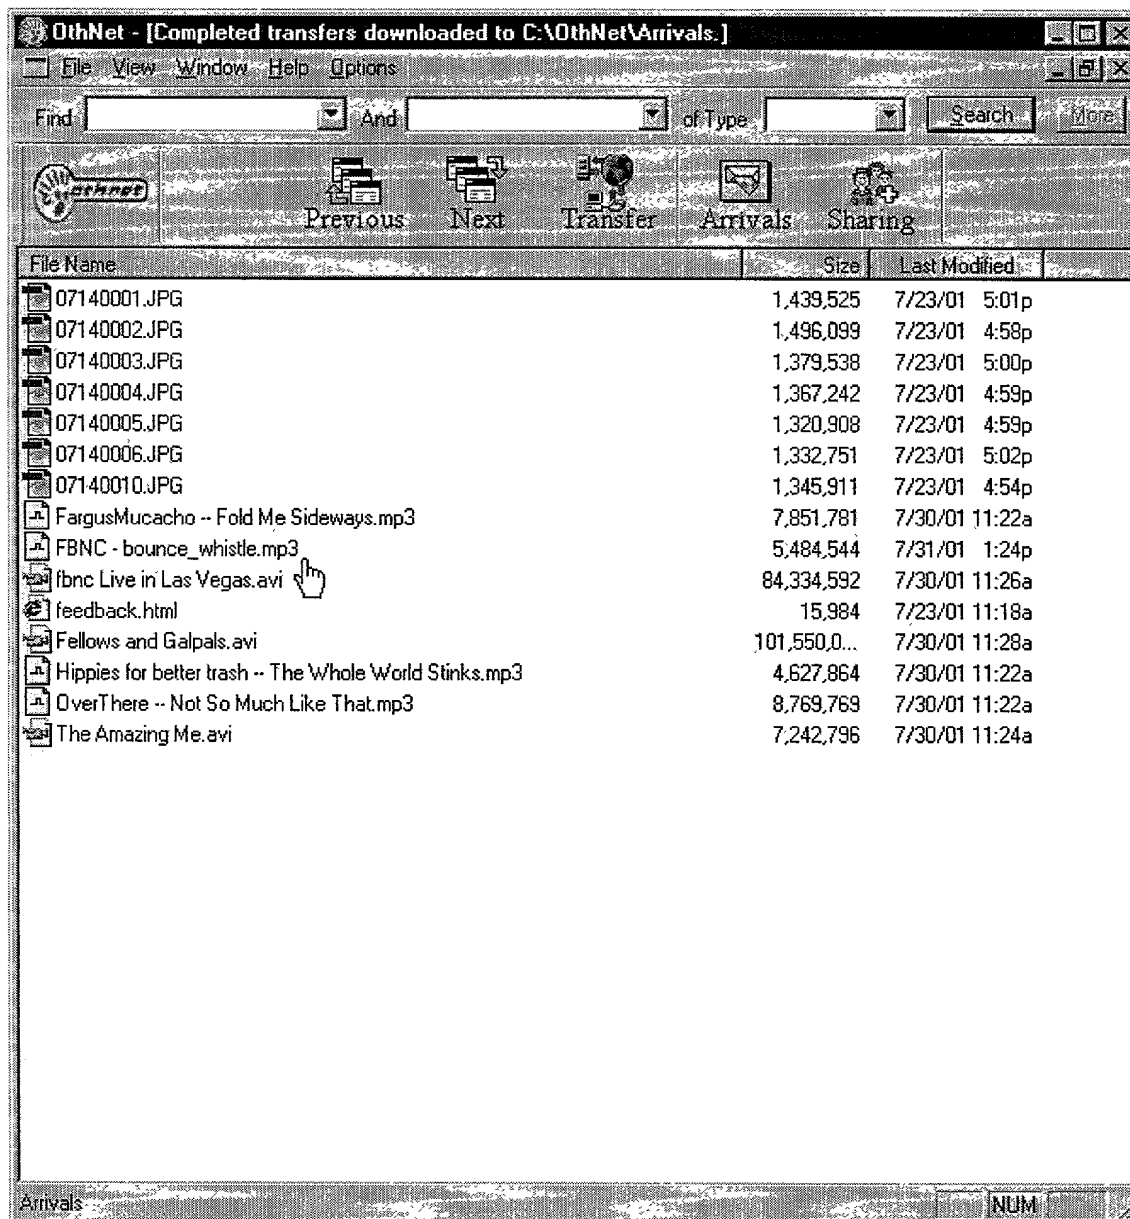 OthNet - [Completed transfers downloaded to C:\OthNet\Arrivals.]
File View Window Help Options
Find And of Type Search More
othnet Previous Next Transfer Arrivals Sharing
File Name Size Last Modified
07140001.JPG 1,439,525 7/23/01 5:01p
07140002.JPG 1,496,099 7/23/01 4:58p
07140003.JPG 1,379,538 7/23/01 5:00p
07140004.JPG 1,367,242 7/23/01 4:59p
07140005.JPG 1,320,908 7/23/01 4:59p
07140006.JPG 1,332,751 7/23/01 5:02p
07140010.JPG 1,345,911 7/23/01 4:54p
FargusMucacho -- Fold Me Sideways.mp3 7,851,781 7/30/01 11:22a
FBNC - bounce_whistle.mp3 5,484,544 7/31/01 1:24p
fbnc Live in Las Vegas.avi 84,334,592 7/30/01 11:26a
feedback.html 15,984 7/23/01 11:18a
Fellows and Galpals.avi 101,550,0... 7/30/01 11:28a
Hippies for better trash -- The Whole World Stinks.mp3 4,627,864 7/30/01 11:22a
OverThere -- Not So Much Like That.mp3 8,769,769 7/30/01 11:22a
The Amazing Me.avi 7,242,796 7/30/01 11:24a
Arrivals NUM